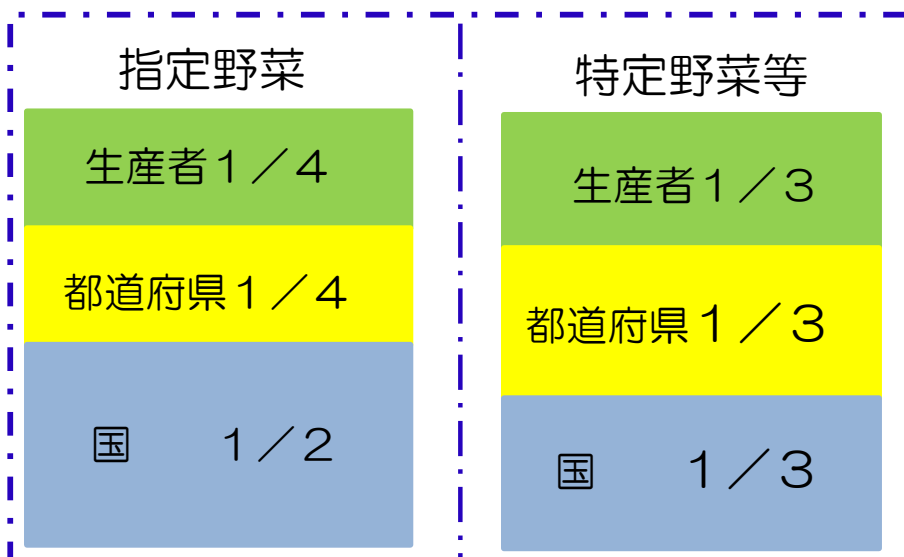 指定野菜
生産者１／４
都道府県１／４
国　　１／２
特定野菜等
生産者１／３
都道府県１／３
国　　１／３